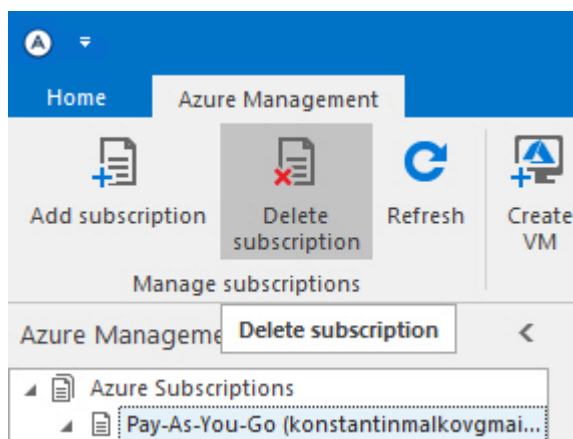 Home Azure Management
Add subscription Delete subscription Refresh Create VM
Manage subscriptions
Azure Manageme Delete subscription
Azure Subscriptions
Pay-As-You-Go (konstantinmalkovgmai...